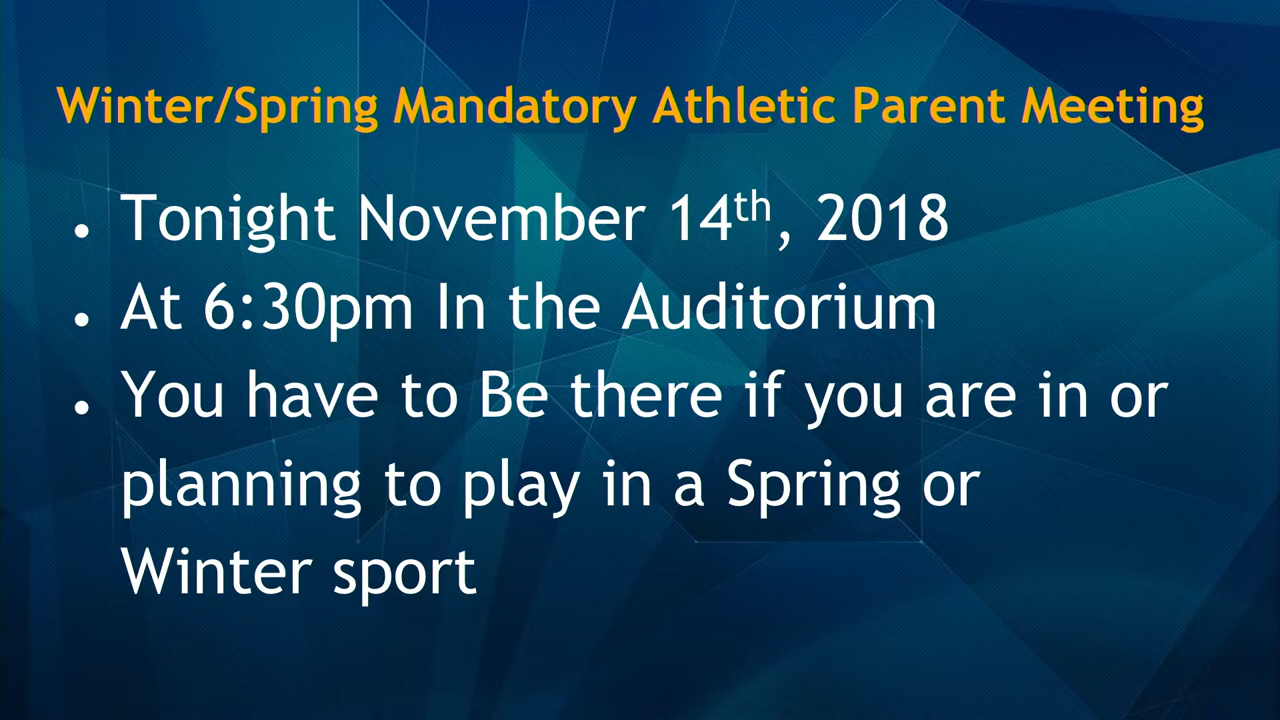 Winter/Spring Mandatory Athletic Parent Meeting
• Tonight November 14th, 2018
• At 6:30pm In the Auditorium
• You have to Be there if you are in or
planning to play in a Spring or
Winter sport